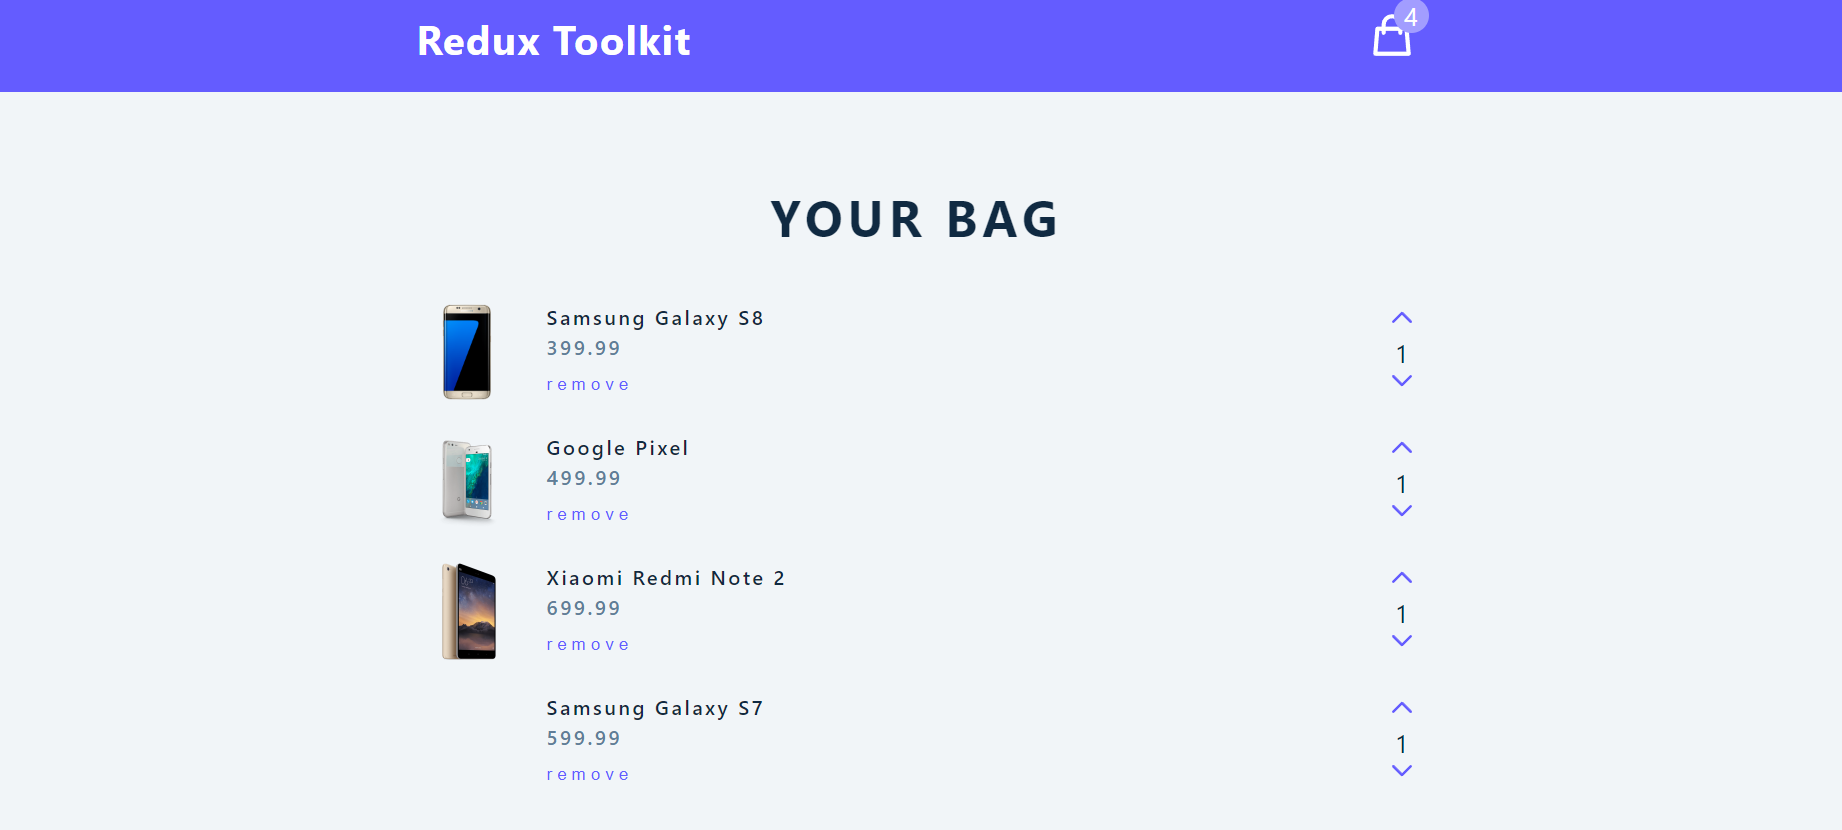 Redux Toolkit
4
YOUR BAG
Samsung Galaxy S8
399.99
remove
1
Google Pixel
499.99
remove
1
Xiaomi Redmi Note 2
699.99
remove
1
Samsung Galaxy S7
599.99
remove
1